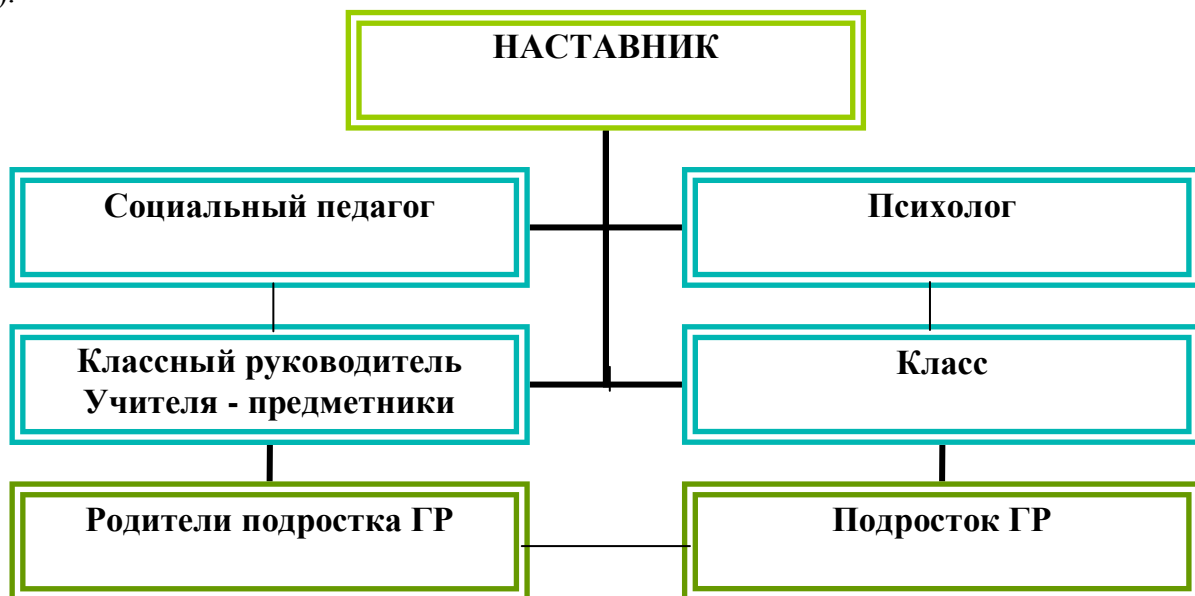 ).
НАСТАВНИК
Социальный педагог
Психолог
Классный руководитель
Учителя - предметники
Класс
Родители подростка ГР
Подросток ГР